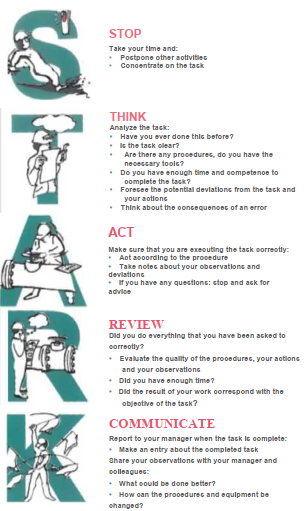 S
STOP
Take your time and:
• Postpone other activities
• Concentrate on the task
T
THINK
Analyze the task:
• Have you ever done this before?
• Is the task clear?
• Are there any procedures, do you have the
necessary tools?
• Do you have enough time and competence to
complete the task?
• Foresee the potential deviations from the task and
your actions
• Think about the consequences of an error
A
ACT
Make sure that you are executing the task correctly:
• Act according to the procedure
• Take notes about your observations and
deviations
• If you have any questions: stop and ask for
advice
R
REVIEW
Did you do everything that you have been asked to
correctly?
• Evaluate the quality of the procedures, your actions
and your observations
• Did you have enough time?
• Did the result of your work correspond with the
objective of the task?
K
COMMUNICATE
Report to your manager when the task is complete:
• Make an entry about the completed task
Share your observations with your manager and
colleagues:
• What could be done better?
• How can the procedures and equipment be
changed?